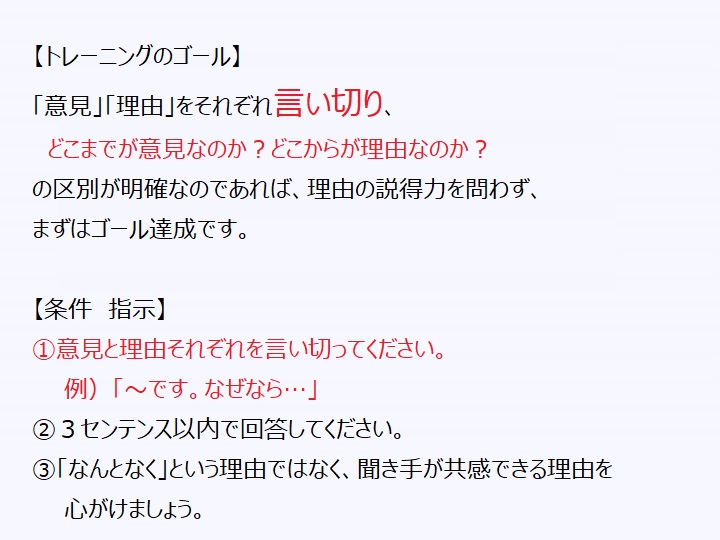 【トレーニングのゴール】
「意見」「理由」をそれぞれ言い切り、
どこまでが意見なのか？どこからが理由なのか？
の区別が明確なのであれば、理由の説得力を問わず、
まずはゴール達成です。
【条件　指示】
①意見と理由それぞれを言い切ってください。
例）「～です。なぜなら…」
②３センテンス以内で回答してください。
③「なんとなく」という理由ではなく、聞き手が共感できる理由を
心がけましょう。